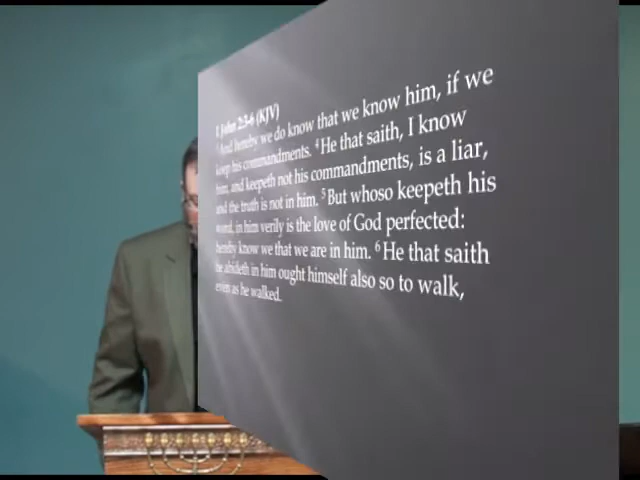 1 John 2:3-6 (KJV)
³ And hereby we do know that we know him, if we
keep his commandments. ⁴ He that saith, I know
him, and keepeth not his commandments, is a liar,
and the truth is not in him. ⁵ But whoso keepeth his
word, in him verily is the love of God perfected:
hereby know we that we are in him. ⁶ He that saith
he abideth in him ought himself also so to walk,
even as he walked.